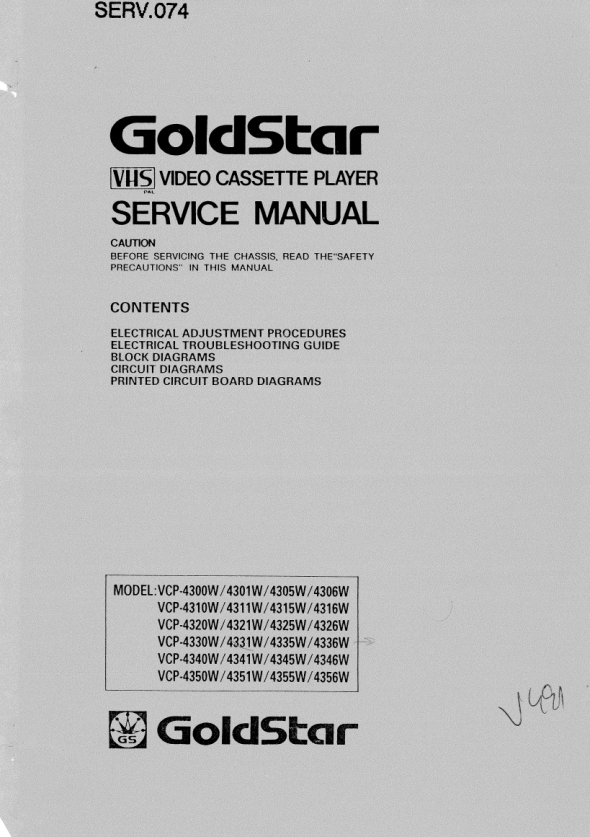 SERV.074
GoldStar
VHS VIDEO CASSETTE PLAYER
PAL
SERVICE MANUAL
CAUTION
BEFORE SERVICING THE CHASSIS, READ THE"SAFETY
PRECAUTIONS" IN THIS MANUAL
CONTENTS
ELECTRICAL ADJUSTMENT PROCEDURES
ELECTRICAL TROUBLESHOOTING GUIDE
BLOCK DIAGRAMS
CIRCUIT DIAGRAMS
PRINTED CIRCUIT BOARD DIAGRAMS
MODEL:VCP-4300W/4301W/4305W/4306W
VCP-4310W/4311W/4315W/4316W
VCP-4320W/4321W/4325W/4326W
VCP-4330W/4331W/4335W/4336W
VCP-4340W/4341W/4345W/4346W
VCP-4350W/4351W/4355W/4356W
GS GoldStar